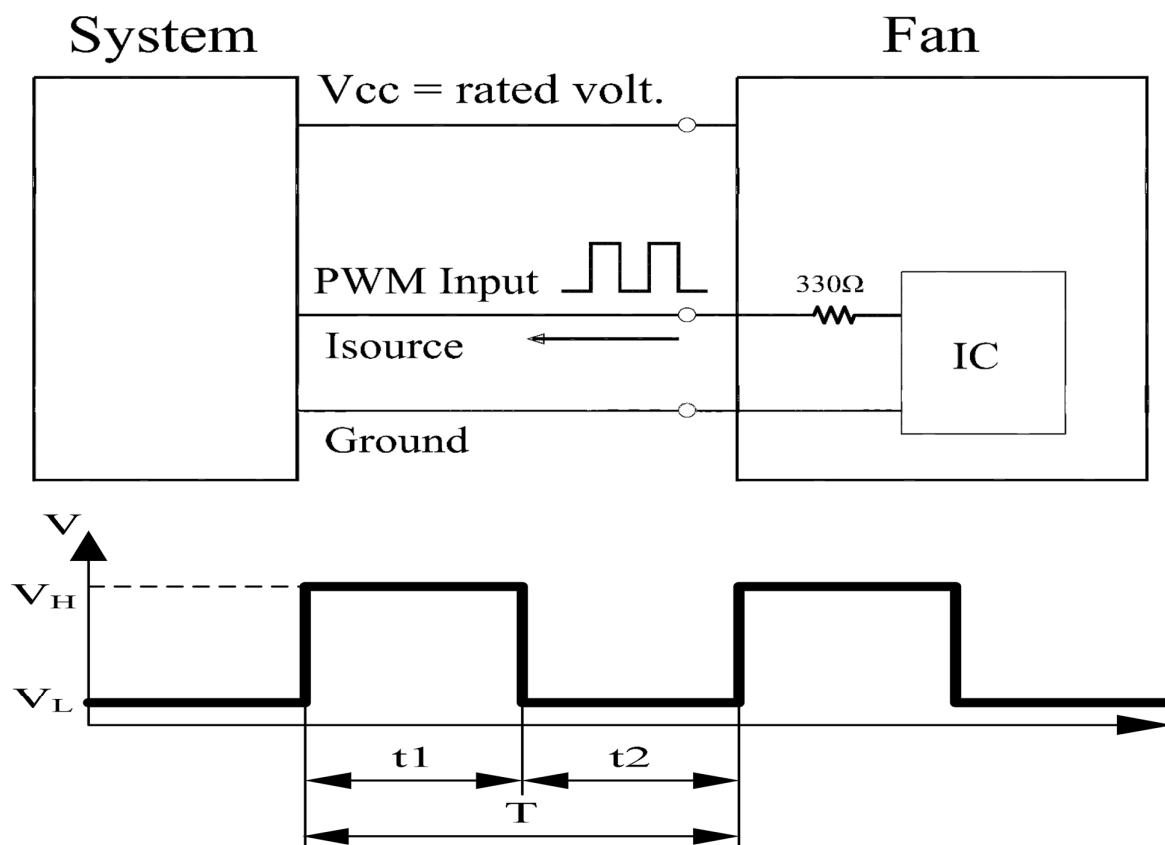 System
Fan
Vcc = rated volt.
PWM Input
330Ω
Isource
IC
Ground
V
VH
VL
t1
t2
T